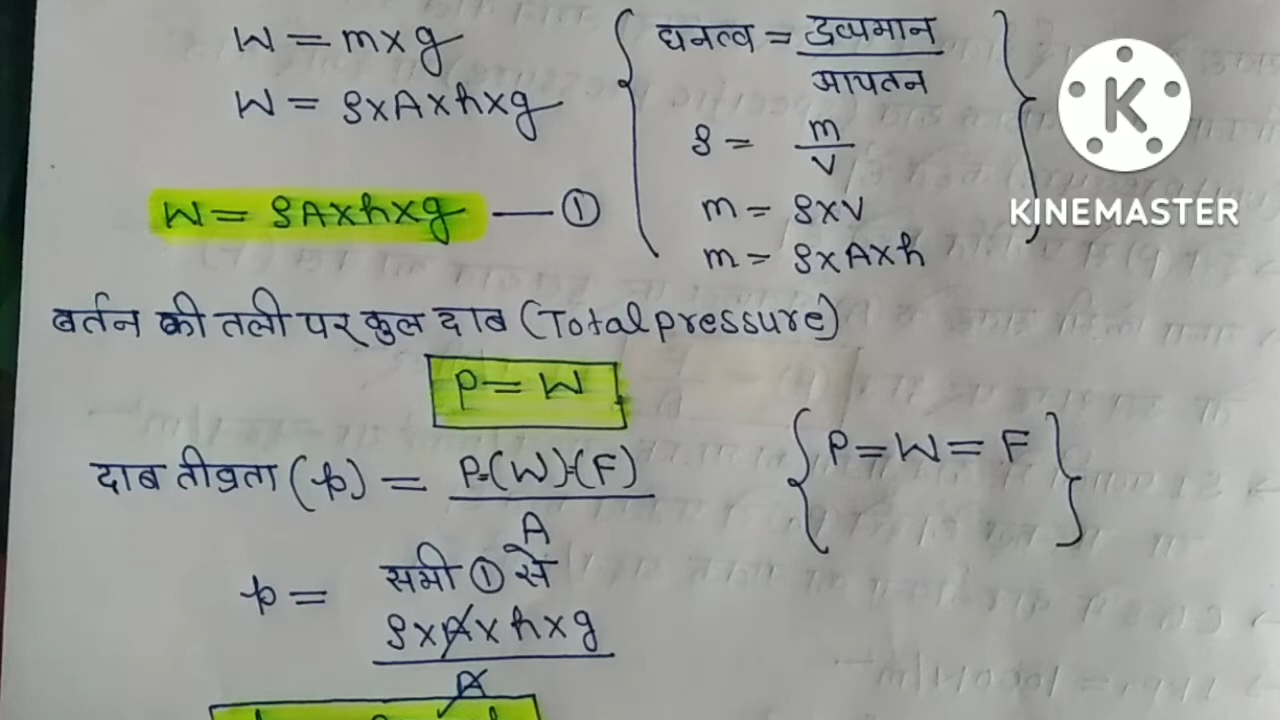 W = m×g
W = ρ×A×h×g
W = ρA×h×g — ①
घनत्व = द्रव्यमान / आयतन
ρ = m / V
m = ρ×V
m = ρ×A×h
KINEMASTER
बर्तन की तली पर कुल दाब (Total pressure)
P = W
दाब तीव्रता (p) = P=(W)=(F) / A
{ P = W = F }
समी ① से
p = ρ×A×h×g / A